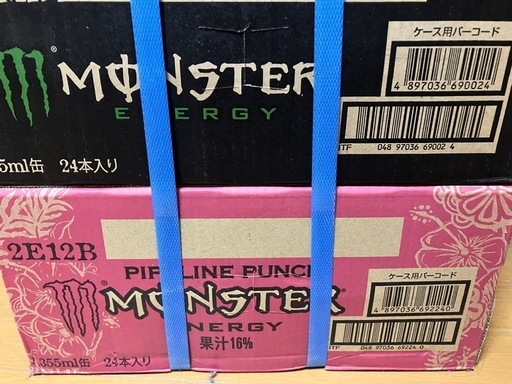 ケース用バーコード
MONSTER
ENERGY
4 897036 690024
ITF 048 97036 69002 4
5ml缶 24本入り
2E12B
PIPELINE PUNCH
ケース用バーコード
MONSTER
ENERGY
4 897036 692240
果汁16%
ITF 048 97036 69224 0
355ml缶 24本入り